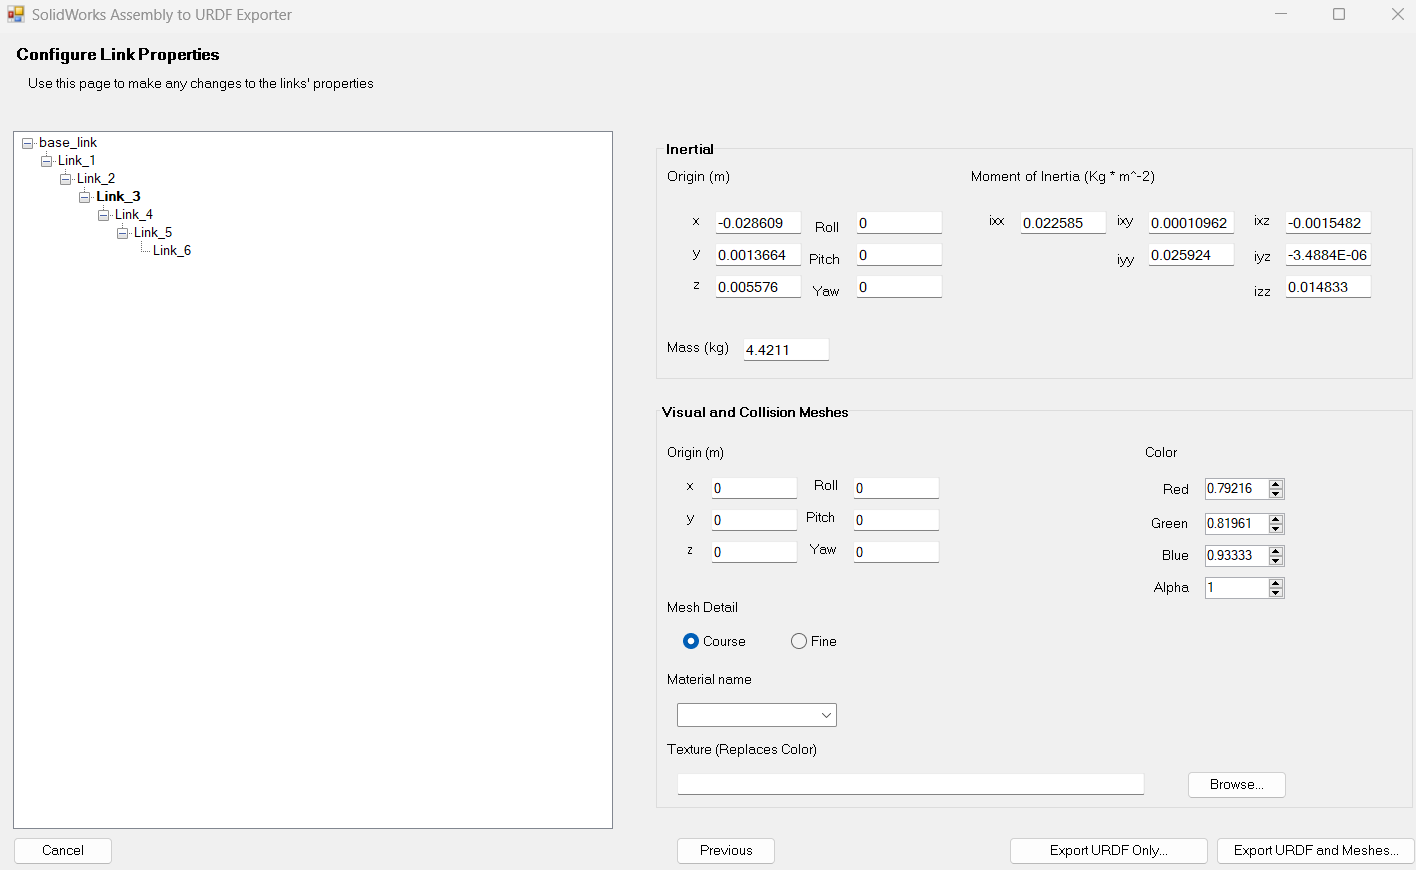 SolidWorks Assembly to URDF Exporter
Configure Link Properties
Use this page to make any changes to the links' properties
base_link
Link_1
Link_2
Link_3
Link_4
Link_5
Link_6
Inertial
Origin (m)
Moment of Inertia (Kg * m^-2)
x -0.028609 Roll 0 ixx 0.022585 ixy 0.00010962 ixz -0.0015482
y 0.0013664 Pitch 0 iyy 0.025924 iyz -3.4884E-06
z 0.005576 Yaw 0 izz 0.014833
Mass (kg) 4.4211
Visual and Collision Meshes
Origin (m)
Color
x 0 Roll 0 Red 0.79216
y 0 Pitch 0 Green 0.81961
z 0 Yaw 0 Blue 0.93333
Alpha 1
Mesh Detail
Course Fine
Material name
Texture (Replaces Color)
Browse...
Cancel Previous Export URDF Only... Export URDF and Meshes...